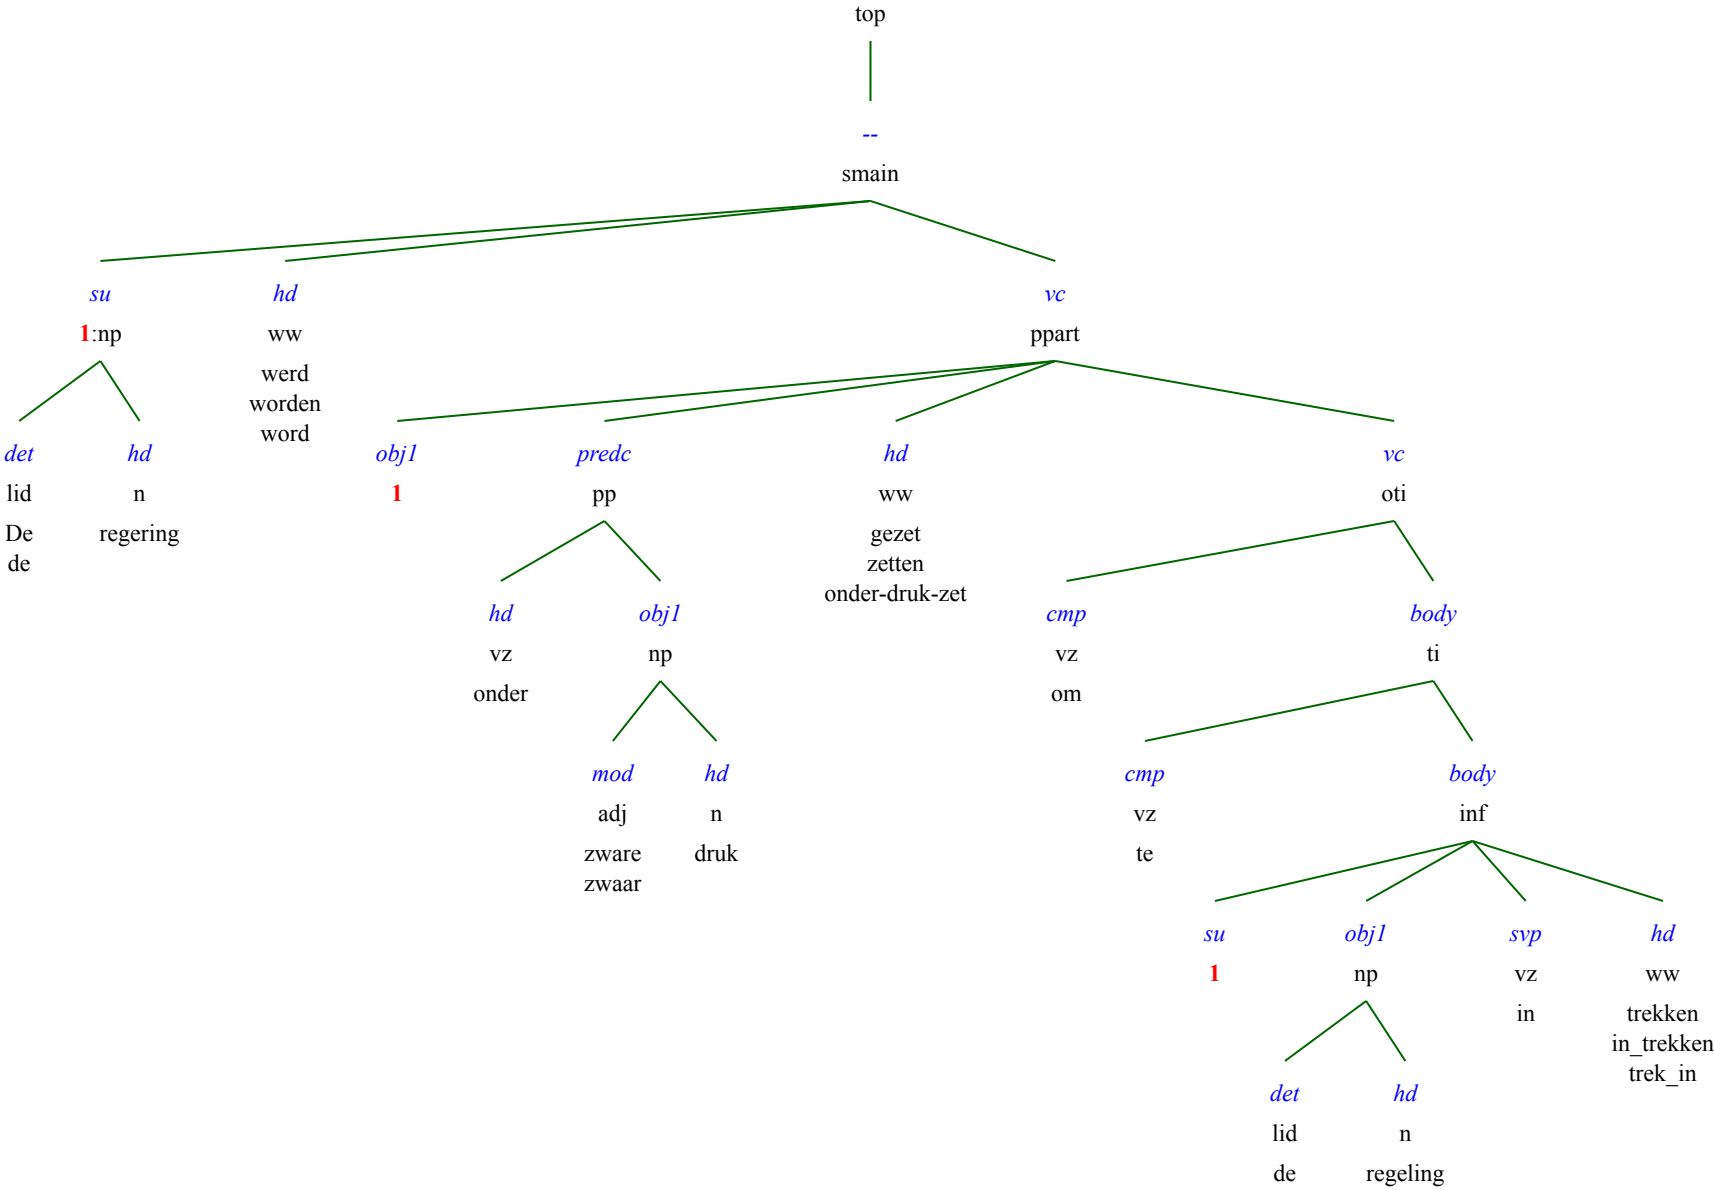 top
--
smain
su hd vc
1:np ww ppart
werd
worden
word
det hd obj1 predc hd vc
lid n 1 pp ww oti
De regering gezet
de zetten
onder-druk-zet
hd obj1 cmp body
vz np vz ti
onder om
mod hd cmp body
adj n vz inf
zware druk te
zwaar
su obj1 svp hd
1 np vz ww
in trekken
in_trekken
trek_in
det hd
lid n
de regeling